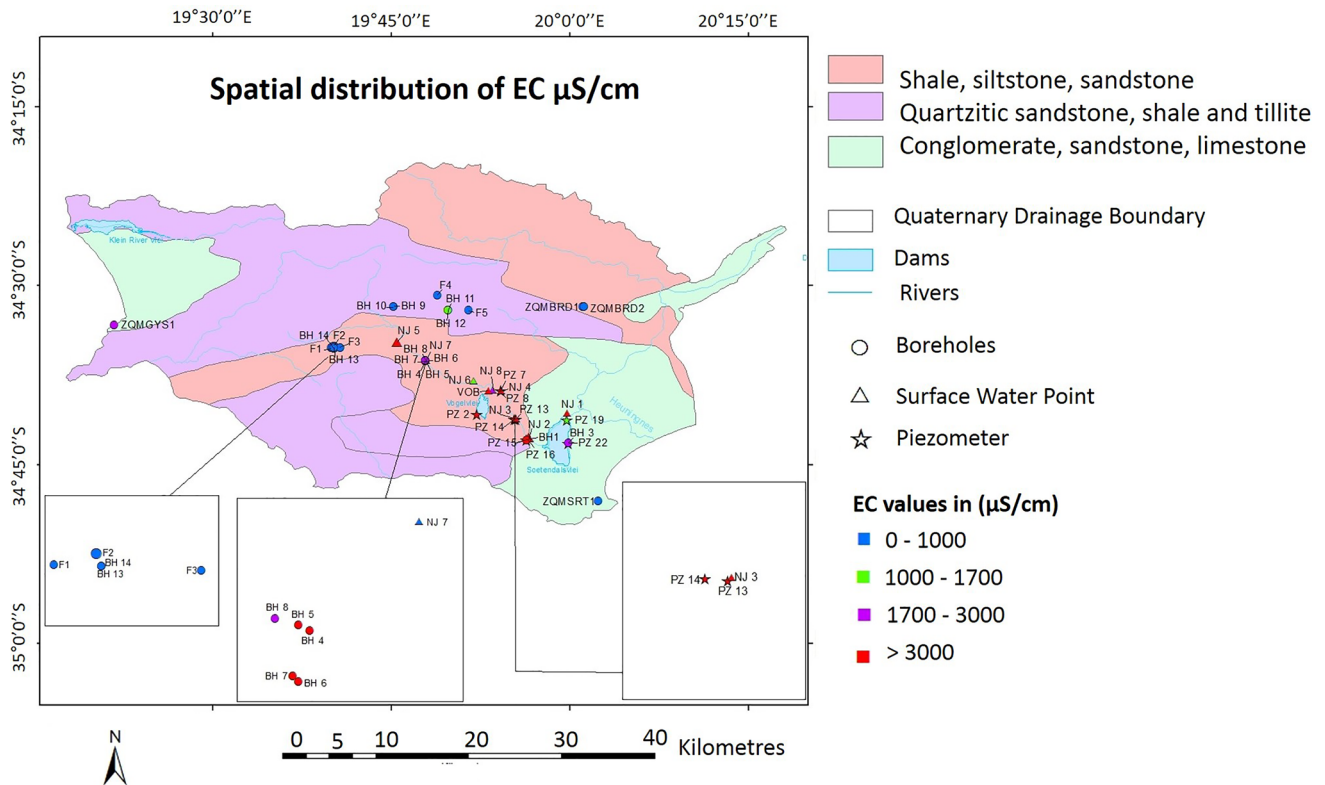 19°30'0''E 19°45'0''E 20°0'0''E 20°15'0''E
Spatial distribution of EC µS/cm
34°15'0''S
34°30'0''S
34°45'0''S
35°0'0''S
Shale, siltstone, sandstone
Quartzitic sandstone, shale and tillite
Conglomerate, sandstone, limestone
Quaternary Drainage Boundary
Dams
Rivers
Boreholes
Surface Water Point
Piezometer
EC values in (µS/cm)
0 - 1000
1000 - 1700
1700 - 3000
> 3000
Klein River Vlei
D
ZQMGYS1
F4
BH 10 BH 9
BH 11
F5
BH 12
ZQMBRD1 ZQMBRD2
BH 14 F2
F1 F3
BH 13
NJ 5
BH 8 NJ 7
BH 7 BH 6
BH 4 BH 5
NJ 8 PZ 7
NJ 6 NJ 4
VOB PZ 8
Vogelvlei
PZ 2 NJ 3 PZ 13
PZ 14 NJ 2
PZ 15 BH1
PZ 16
NJ 1
PZ 19
BH 3
PZ 22
Heuningnes
Soetendalsvlei
ZQMSRT1
F1
F2
BH 14
BH 13
F3
NJ 7
BH 8
BH 5
BH 4
BH 7
BH 6
PZ 14 NJ 3
PZ 13
N
0 5 10 20 30 40 Kilometres